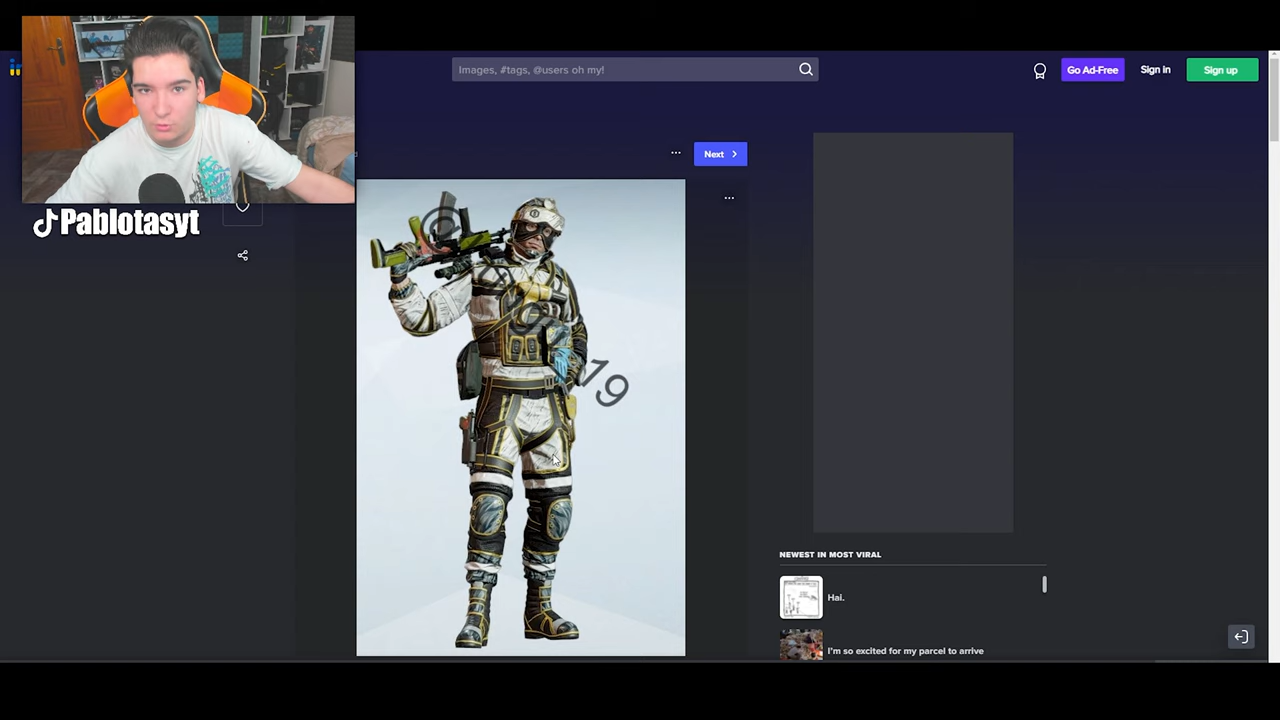 Images, #tags, @users oh my!
Go Ad-Free
Sign in
Sign up
Next
Pablotasyt
NEWEST IN MOST VIRAL
Hai.
I'm so excited for my parcel to arrive